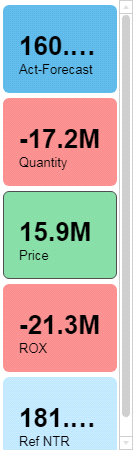 160....
Act-Forecast
-17.2M
Quantity
15.9M
Price
-21.3M
ROX
181....
Ref NTR